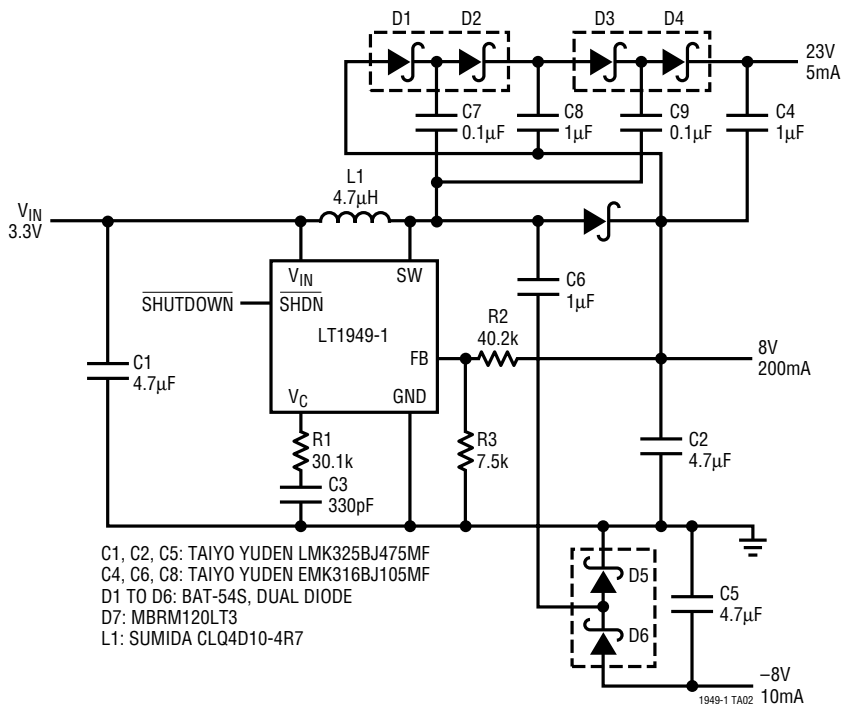 D1
D2
D3
D4
23V
5mA
C7
0.1µF
C8
1µF
C9
0.1µF
C4
1µF
L1
4.7µH
VIN
3.3V
VIN
SW
C6
1µF
SHUTDOWN
SHDN
LT1949-1
R2
40.2k
FB
8V
200mA
C1
4.7µF
VC
GND
R1
30.1k
R3
7.5k
C2
4.7µF
C3
330pF
C1, C2, C5: TAIYO YUDEN LMK325BJ475MF
C4, C6, C8: TAIYO YUDEN EMK316BJ105MF
D1 TO D6: BAT-54S, DUAL DIODE
D7: MBRM120LT3
L1: SUMIDA CLQ4D10-4R7
D5
C5
4.7µF
D6
–8V
10mA
1949-1 TA02